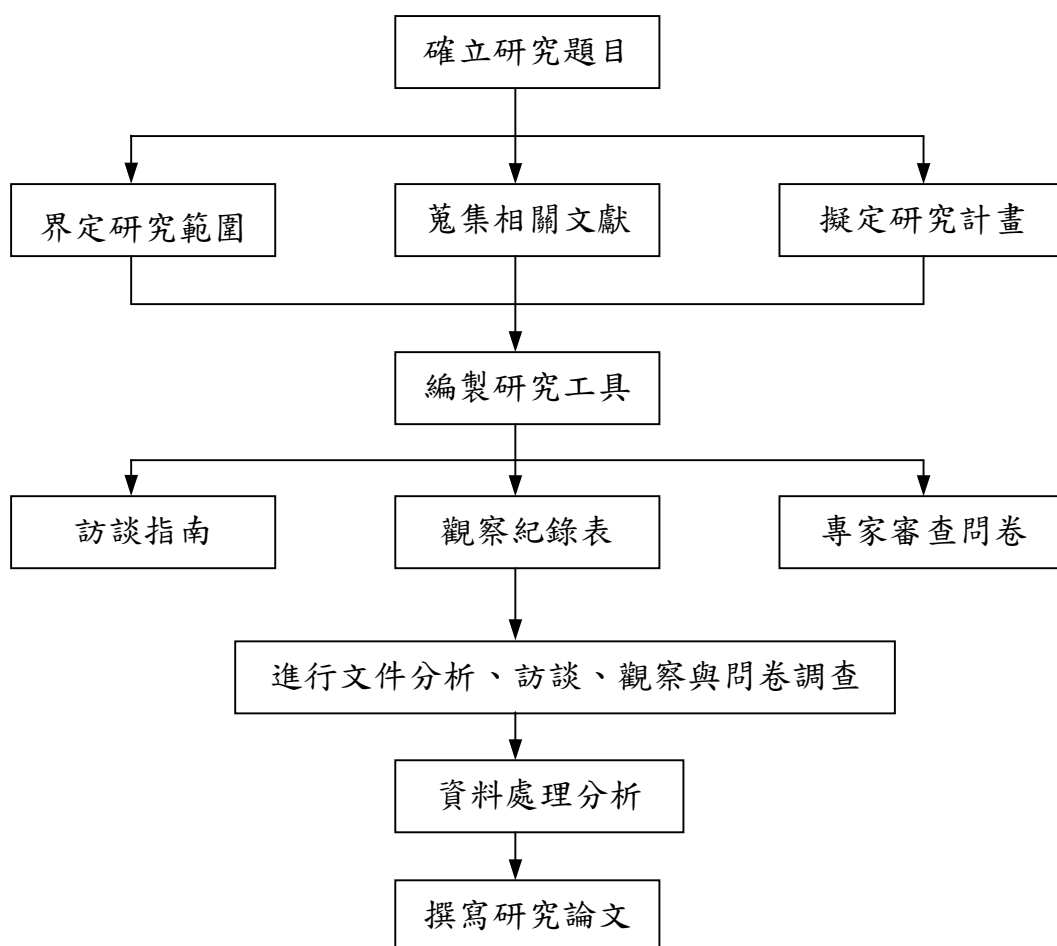 確立研究題目
界定研究範圍
蒐集相關文獻
擬定研究計畫
編製研究工具
訪談指南
觀察紀錄表
專家審查問卷
進行文件分析、訪談、觀察與問卷調查
資料處理分析
撰寫研究論文